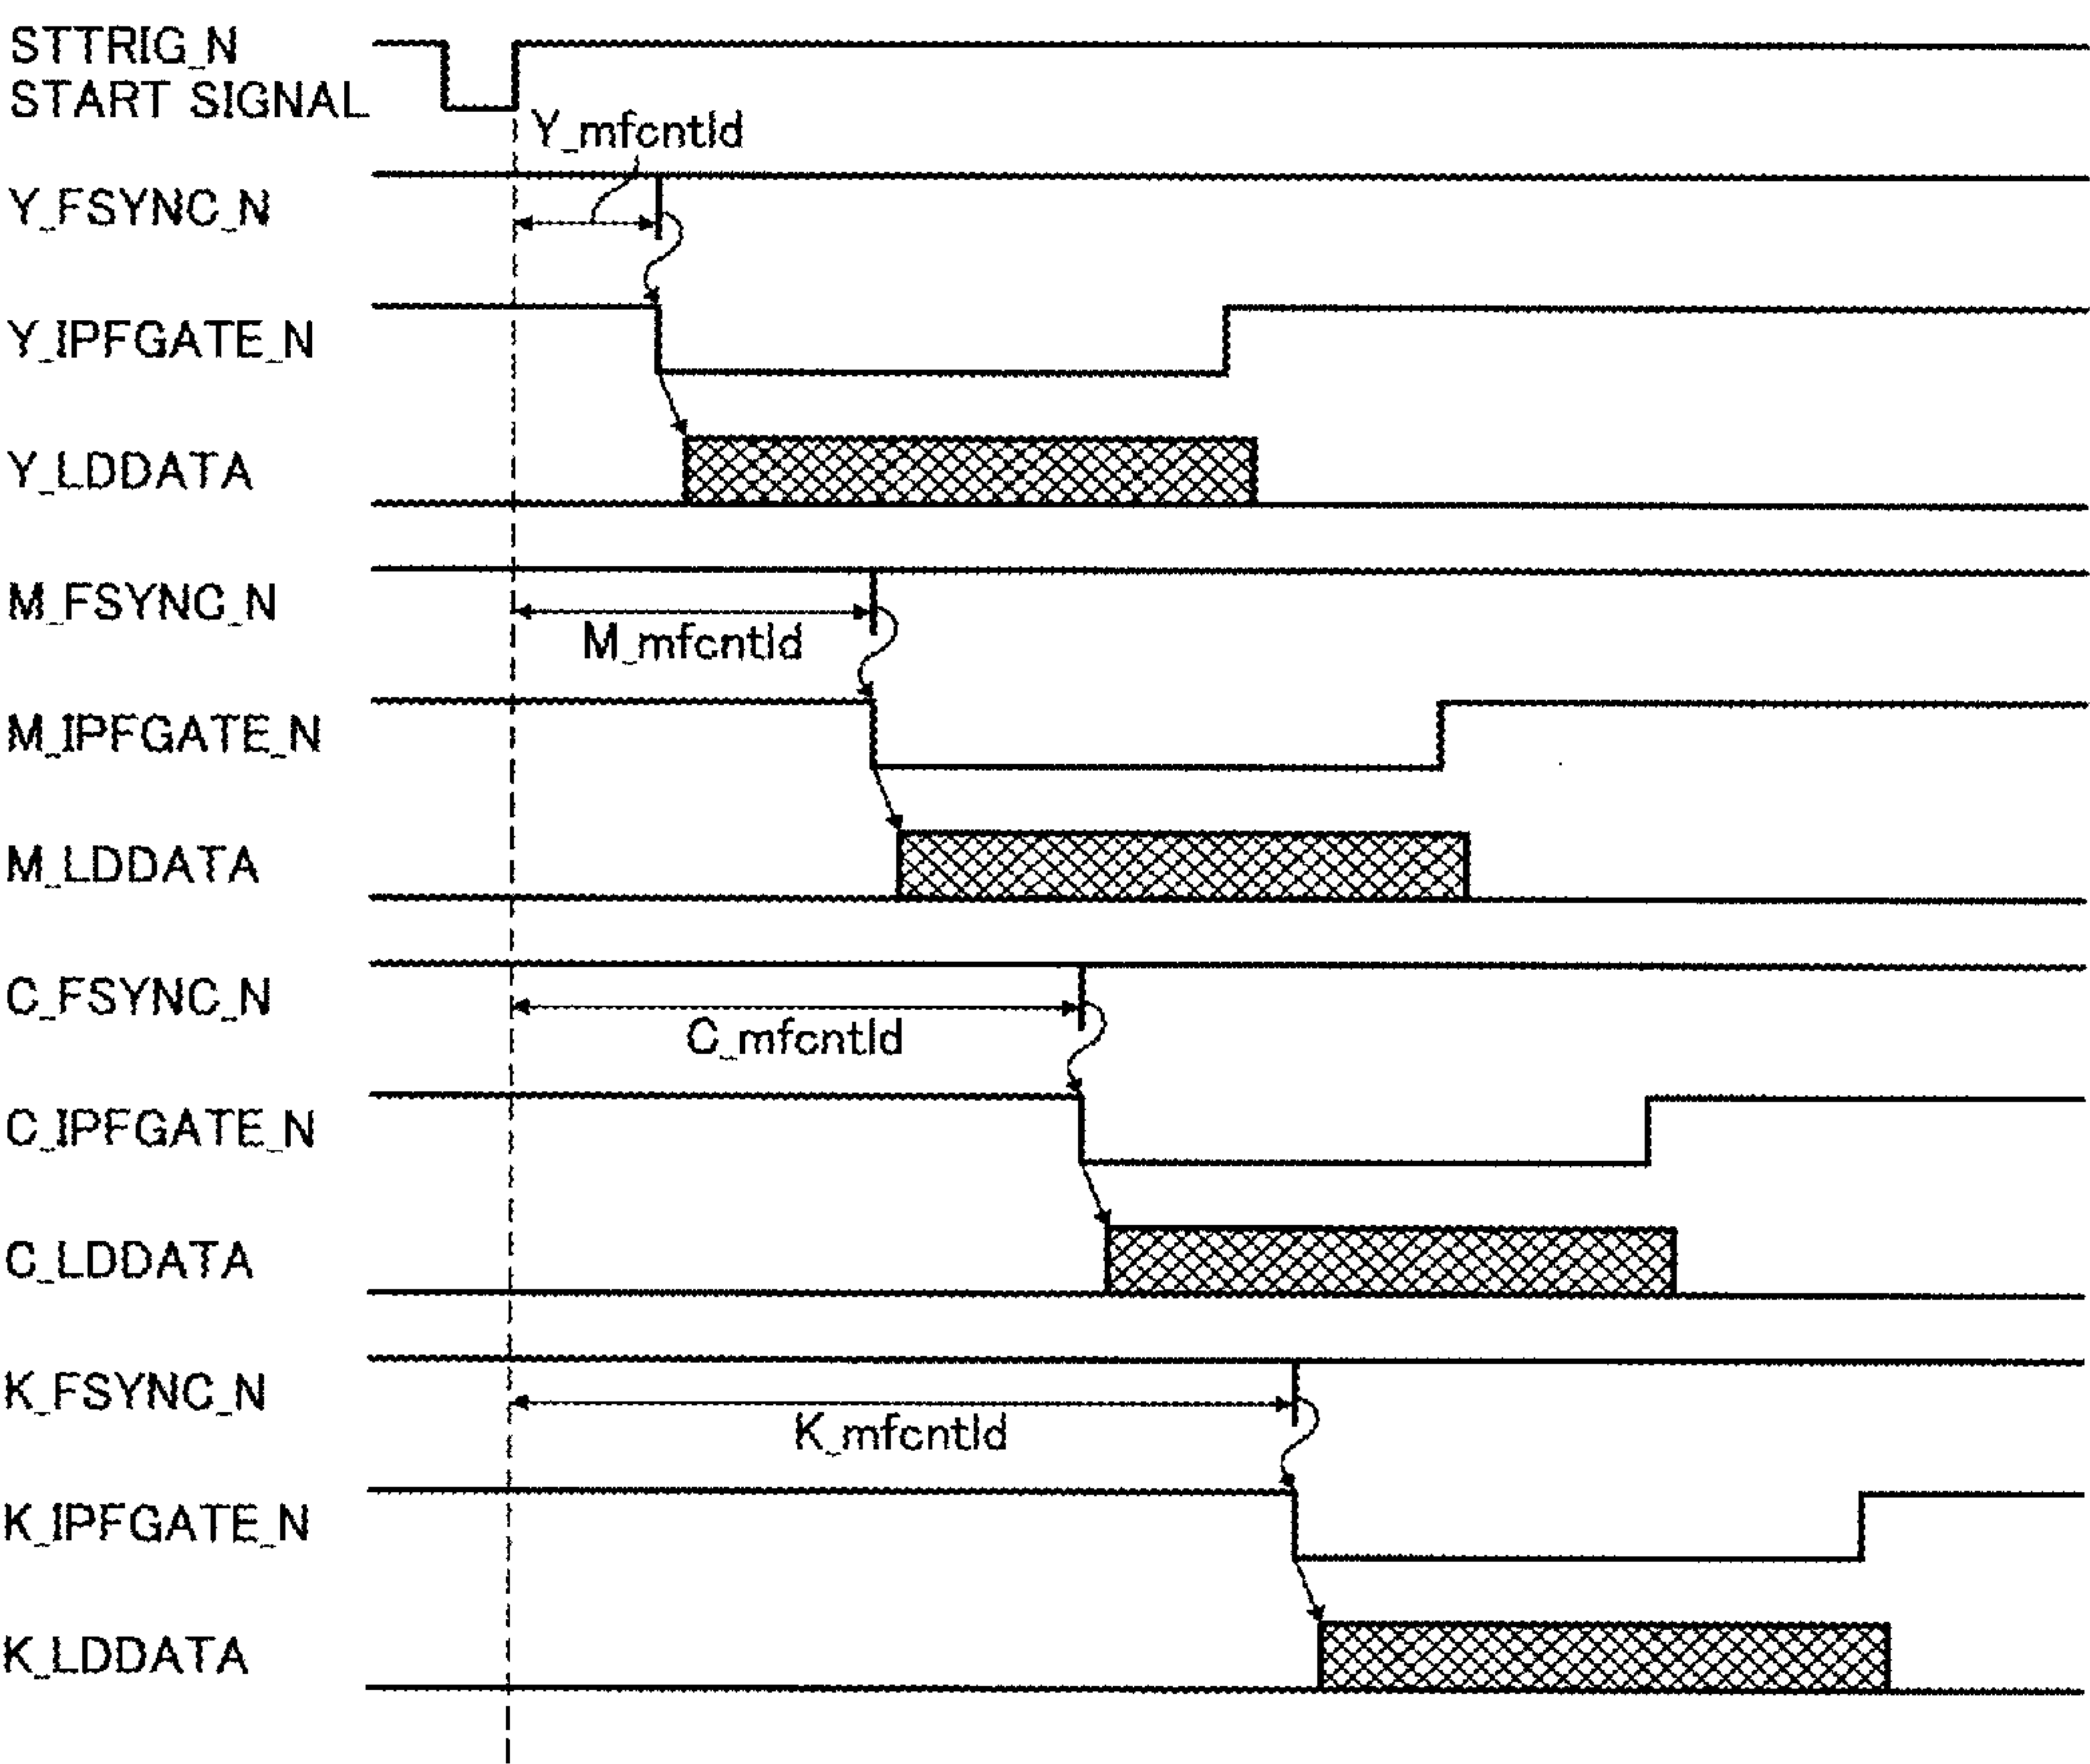 STTRIG_N
START SIGNAL
Y_mfcntld
Y_FSYNC_N
Y_IPFGATE_N
Y_LDDATA
M_FSYNC_N
M_mfcntld
M_IPFGATE_N
M_LDDATA
C_FSYNC_N
C_mfcntld
C_IPFGATE_N
C_LDDATA
K_FSYNC_N
K_mfcntld
K_IPFGATE_N
K_LDDATA